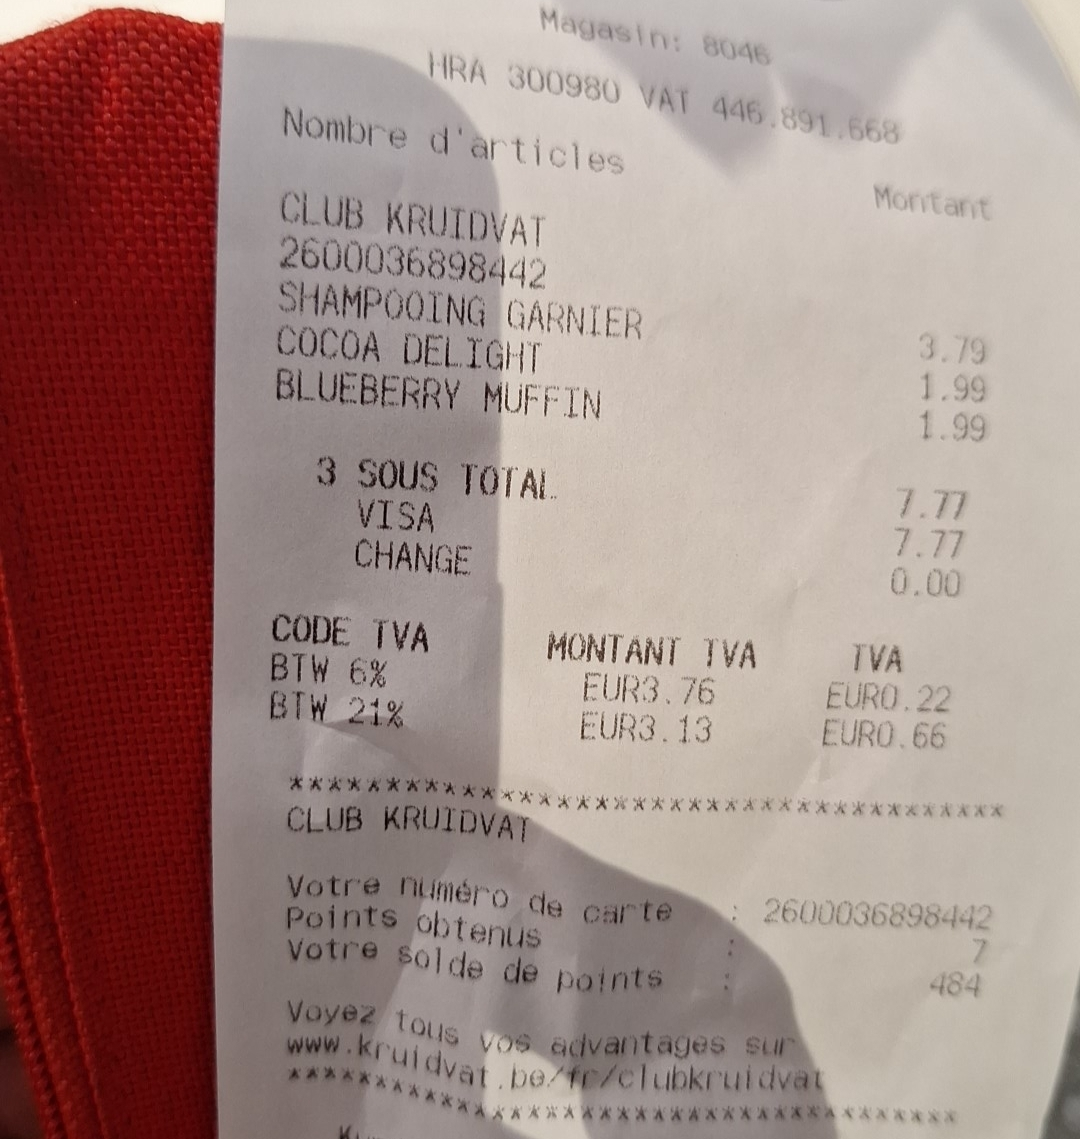 Magasin: 8046
HRA 300980 VAT 446.891.668
Nombre d'articles Montant
CLUB KRUIDVAT
2600036898442
SHAMPOOING GARNIER 3.79
COCOA DELIGHT 1.99
BLUEBERRY MUFFIN 1.99
3 SOUS TOTAL 7.77
VISA 7.77
CHANGE 0.00
CODE TVA MONTANT TVA TVA
BTW 6% EUR3.76 EUR0.22
BTW 21% EUR3.13 EUR0.66
****************************************
CLUB KRUIDVAT
Votre numéro de carte : 2600036898442
Points obtenus : 7
Votre solde de points : 484
Voyez tous vos advantages sur
www.kruidvat.be/fr/clubkruidvat
****************************************